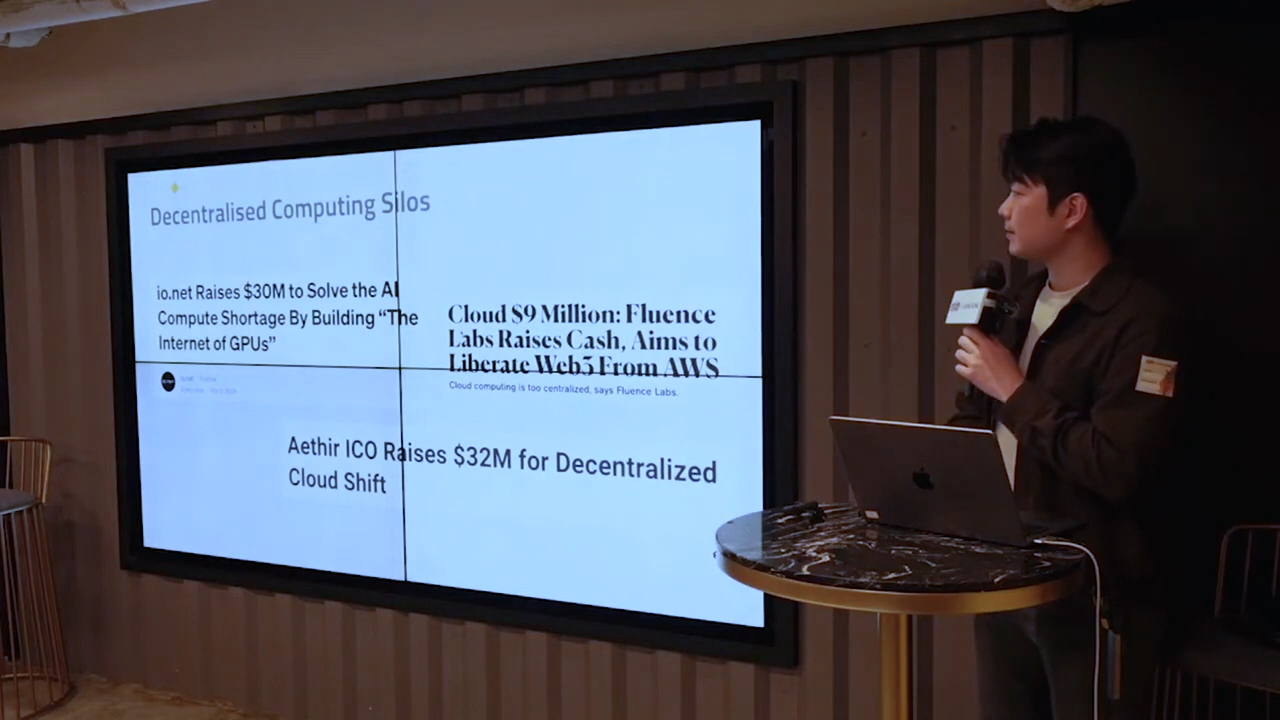 Decentralised Computing Silos
io.net Raises $30M to Solve the AI
Compute Shortage By Building “The
Internet of GPUs”
Cloud $9 Million: Fluence
Labs Raises Cash, Aims to
Liberate Web3 From AWS
Cloud computing is too centralized, says Fluence Labs.
Aethir ICO Raises $32M for Decentralized
Cloud Shift